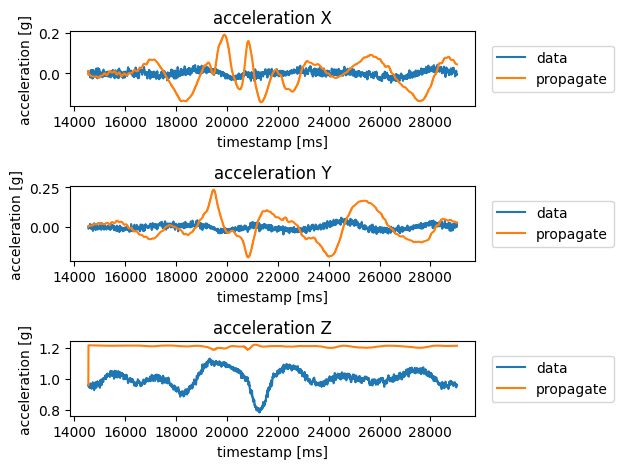 acceleration X
acceleration [g]
0.2
0.0
14000 16000 18000 20000 22000 24000 26000 28000
timestamp [ms]
data
propagate
acceleration Y
acceleration [g]
0.25
0.00
14000 16000 18000 20000 22000 24000 26000 28000
timestamp [ms]
data
propagate
acceleration Z
acceleration [g]
1.2
1.0
0.8
14000 16000 18000 20000 22000 24000 26000 28000
timestamp [ms]
data
propagate